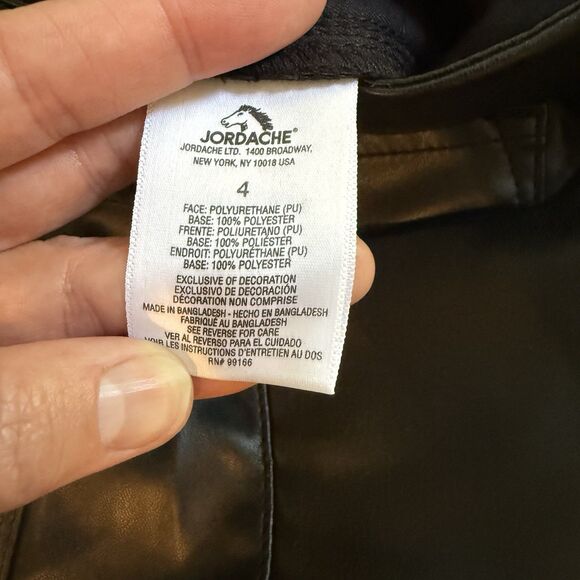 JORDACHE®
JORDACHE LTD. 1400 BROADWAY,
NEW YORK, NY 10018 USA
4
FACE: POLYURETHANE (PU)
BASE: 100% POLYESTER
FRENTE: POLIURETANO (PU)
BASE: 100% POLIÉSTER
ENDROIT: POLYURETHANE (PU)
BASE: 100% POLYESTER
EXCLUSIVE OF DECORATION
EXCLUSIVO DE DECORACIÓN
DÉCORATION NON COMPRISE
MADE IN BANGLADESH - HECHO EN BANGLADESH
FABRIQUÉ AU BANGLADESH
SEE REVERSE FOR CARE
VER AL REVERSO PARA EL CUIDADO
VOIR LES INSTRUCTIONS D'ENTRETIEN AU DOS
RN# 99166